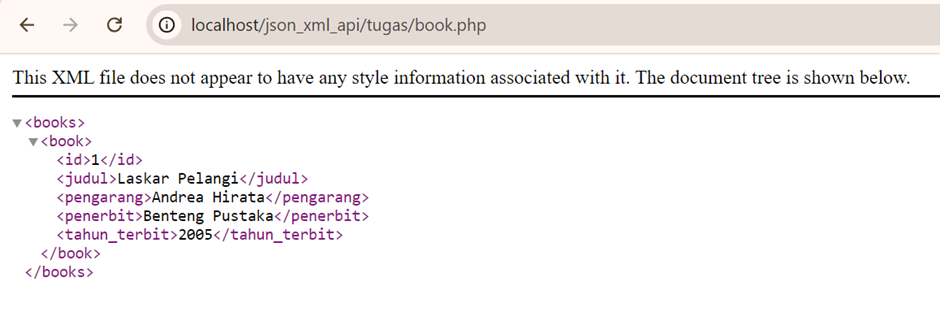 localhost/json_xml_api/tugas/book.php
This XML file does not appear to have any style information associated with it. The document tree is shown below.
<books>
<book>
<id>1</id>
<judul>Laskar Pelangi</judul>
<pengarang>Andrea Hirata</pengarang>
<penerbit>Benteng Pustaka</penerbit>
<tahun_terbit>2005</tahun_terbit>
</book>
</books>